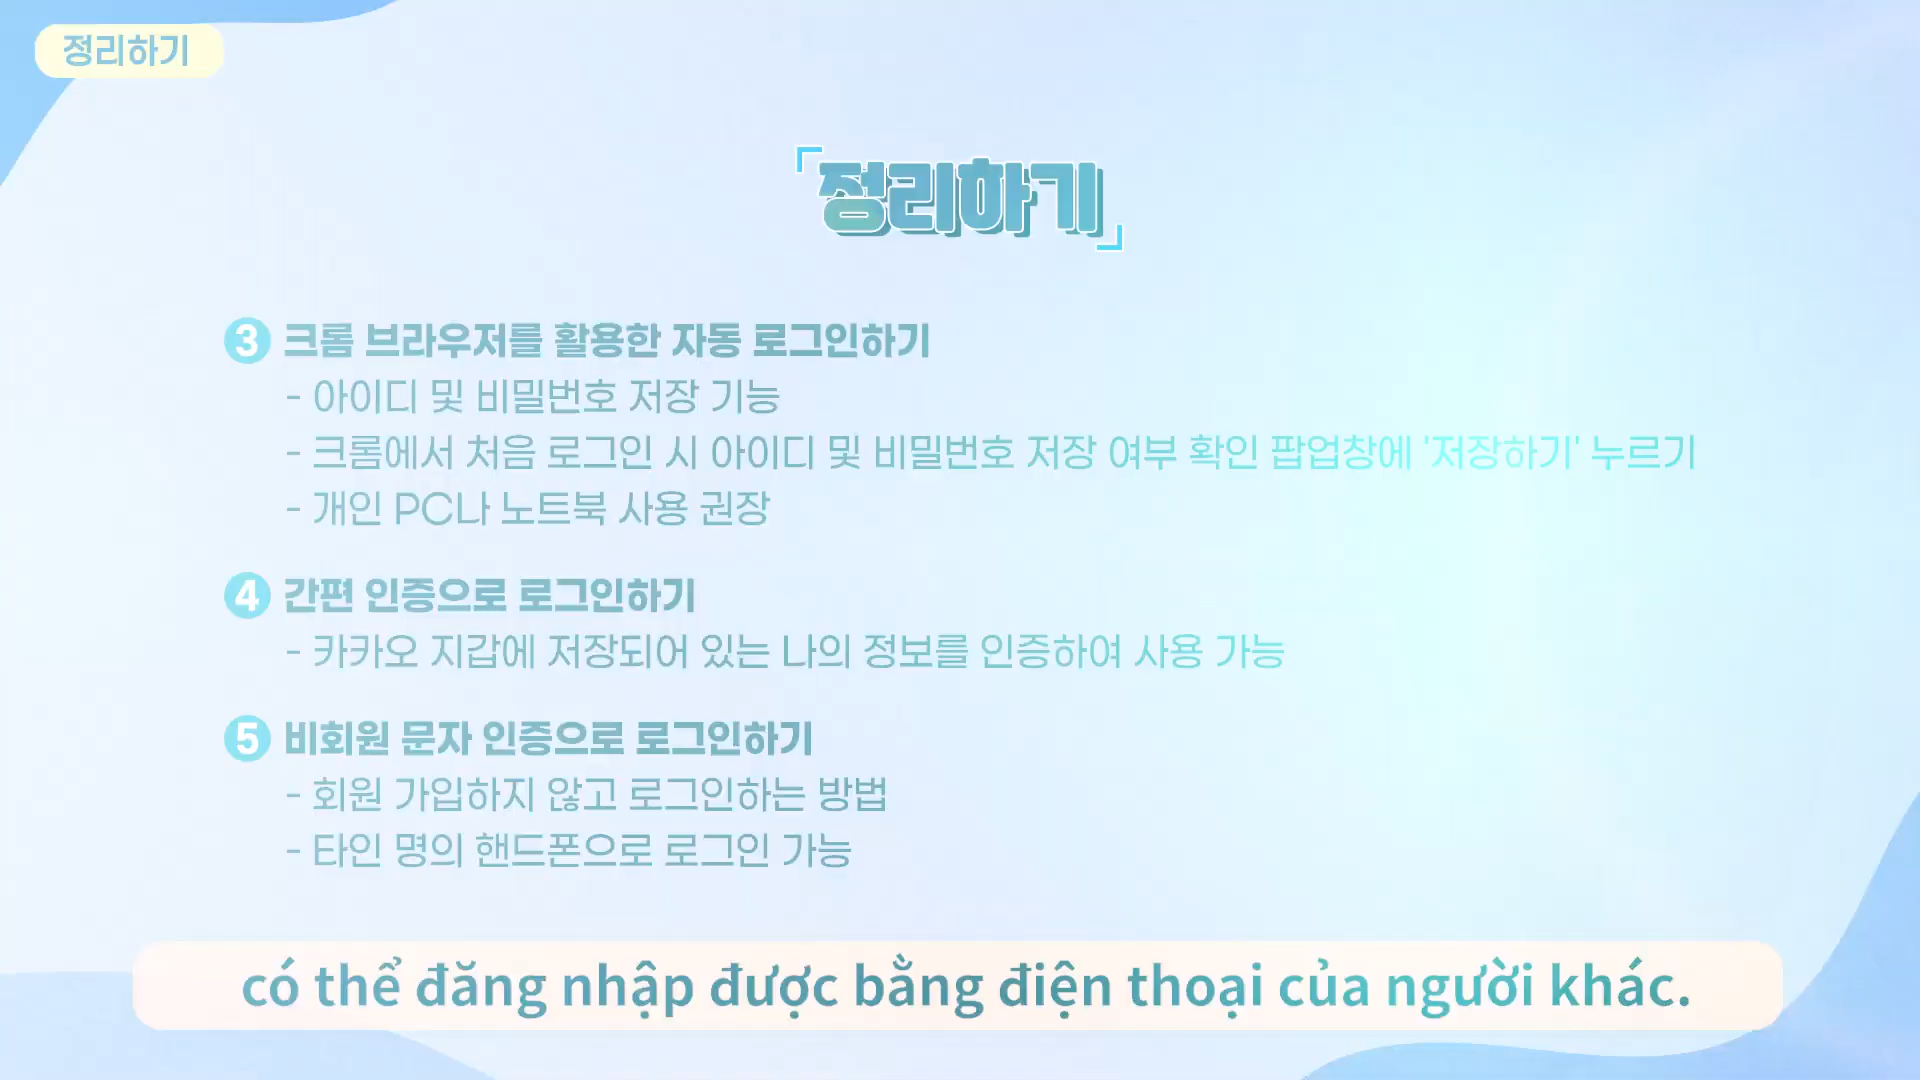 정리하기
정리하기
3 크롬 브라우저를 활용한 자동 로그인하기
- 아이디 및 비밀번호 저장 기능
- 크롬에서 처음 로그인 시 아이디 및 비밀번호 저장 여부 확인 팝업창에 '저장하기' 누르기
- 개인 PC나 노트북 사용 권장
4 간편 인증으로 로그인하기
- 카카오 지갑에 저장되어 있는 나의 정보를 인증하여 사용 가능
5 비회원 문자 인증으로 로그인하기
- 회원 가입하지 않고 로그인하는 방법
- 타인 명의 핸드폰으로 로그인 가능
có thể đăng nhập được bằng điện thoại của người khác.